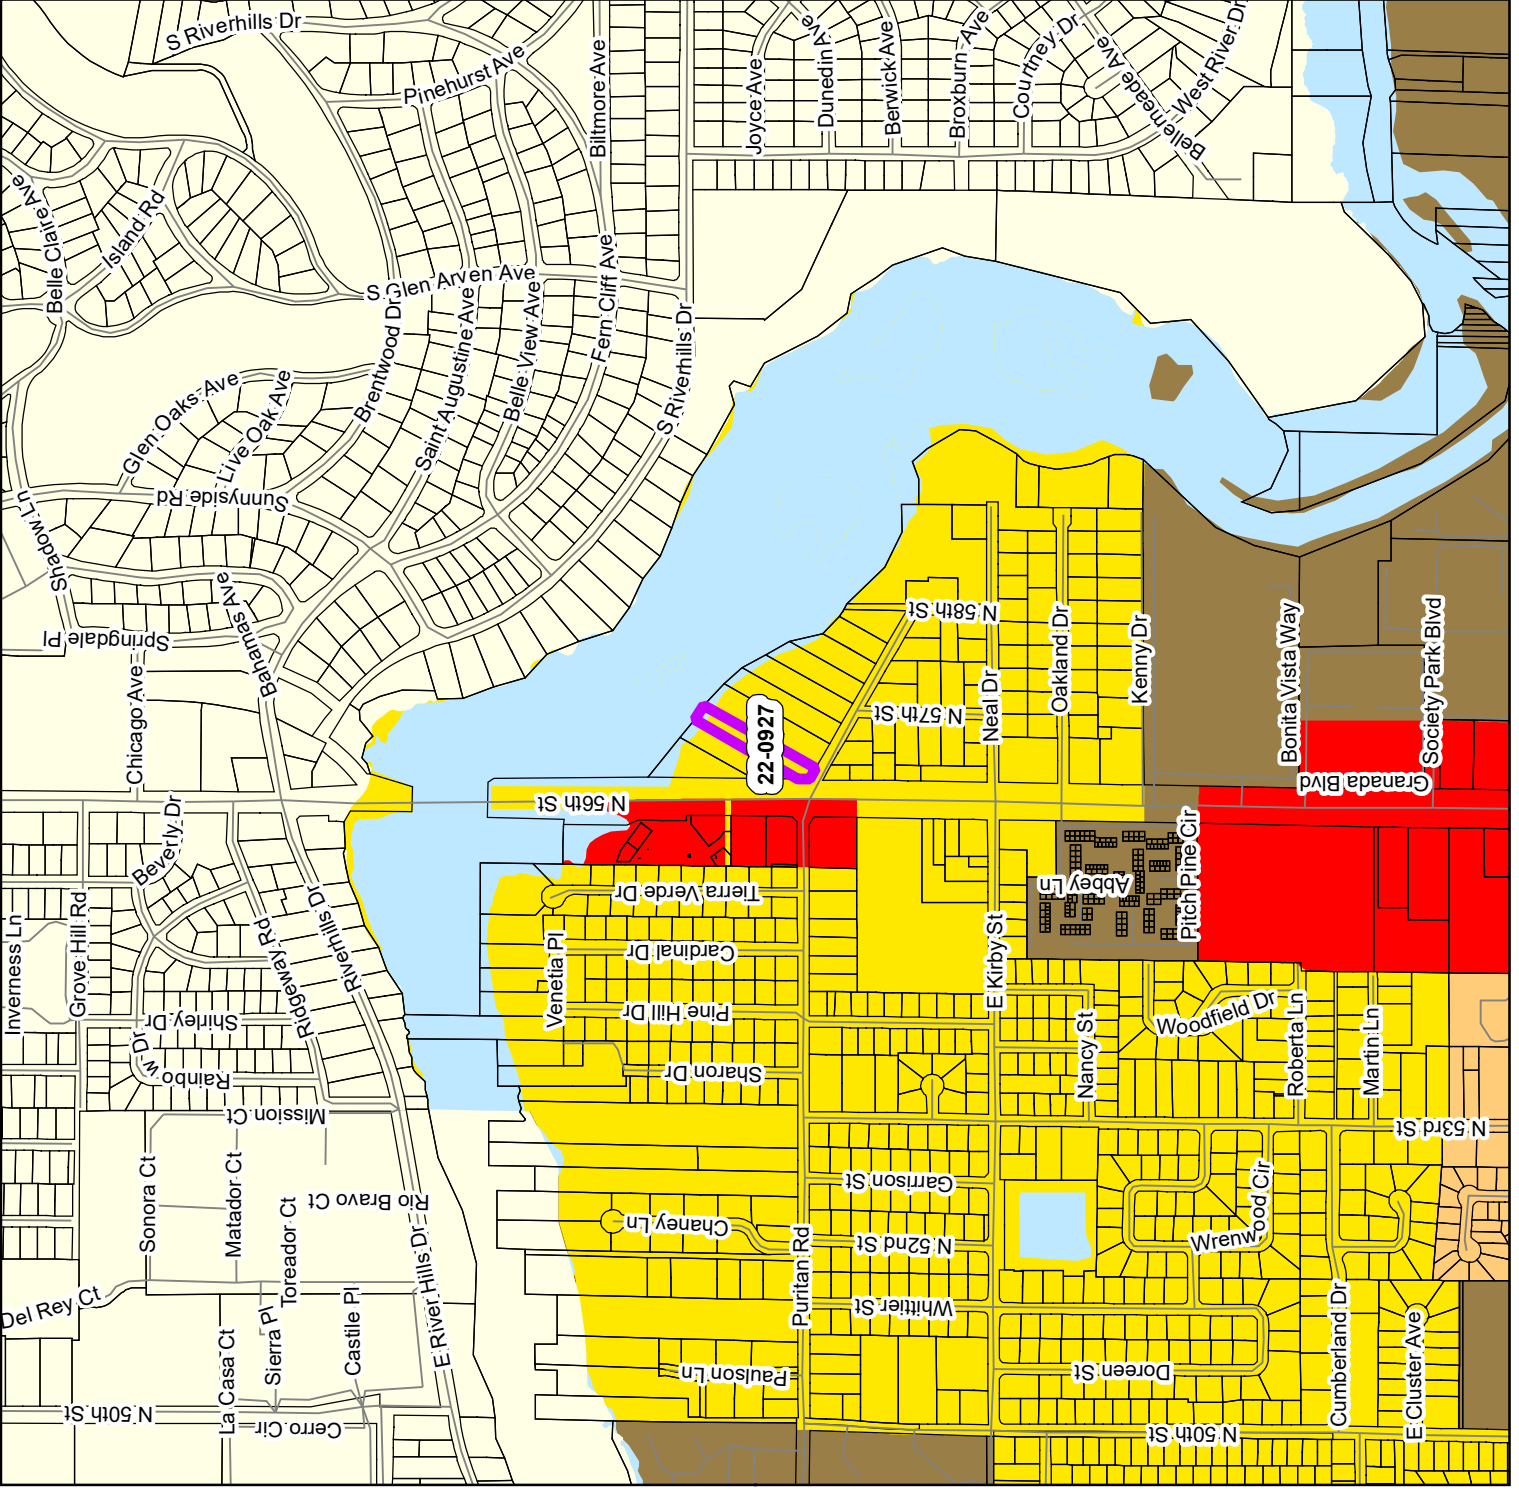 S Riverhills Dr
Pinehurst Ave
Biltmore Ave
Joyce Ave
Dunedin Ave
Berwick Ave
Broxburn Ave
Courtney Dr
Bellemeade Ave
West River Dr
Belle Claire Ave
Island Rd
S Glen Arven Ave
Brentwood Dr
Saint Augustine Ave
Belle View Ave
Fern Cliff Ave
S Riverhills Dr
Glen Oaks Ave
Live Oak Ave
Sunnyside Rd
Shadow Ln
Springdale Pl
Bahamas Ave
Chicago Ave
N 58th St
Oakland Dr
Kenny Dr
Bonita Vista Way
Society Park Blvd
Neal Dr
N 57th St
22-0927
Granada Blvd
N 56th St
Beverly Dr
Tierra Verde Dr
Abbey Ln
Pitch Pine Cir
Inverness Ln
Grove Hill Rd
Ridgeway Rd
Riverhills Dr
Venetia Pl
Cardinal Dr
E Kirby St
Shirley Dr
Pine Hill Dr
Woodfield Dr
Rainbow Dr
Sharon Dr
Nancy St
Roberta Ln
Martin Ln
Mission Ct
N 53rd St
Sonora Ct
Matador Ct
Toreador Ct
Rio Bravo Ct
Garrison St
Chaney Ln
N 52nd St
Wrenwood Cir
Del Rey Ct
Puritan Rd
Whittier St
La Casa Ct
Sierra Pl
Castile Pl
E River Hills Dr
Paulson Ln
Doreen St
Cumberland Dr
E Cluster Ave
N 50th St
Cerro Cir
N 50th St